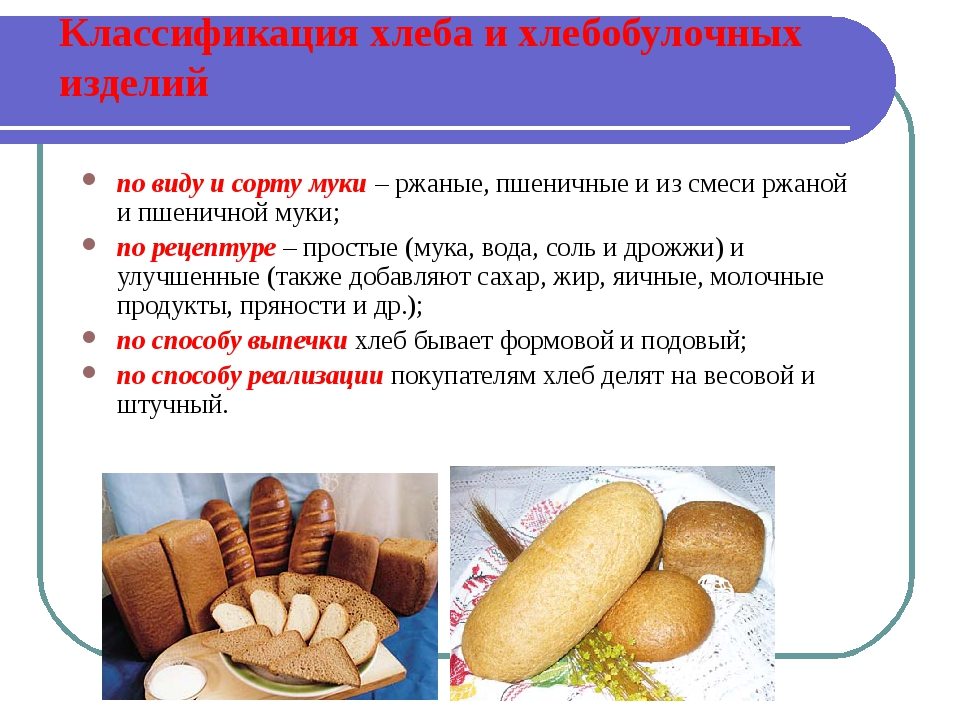 Классификация хлеба и хлебобулочных
изделий
по виду и сорту муки – ржаные, пшеничные и из смеси ржаной
и пшеничной муки;
по рецептуре – простые (мука, вода, соль и дрожжи) и
улучшенные (также добавляют сахар, жир, яичные, молочные
продукты, пряности и др.);
по способу выпечки хлеб бывает формовой и подовый;
по способу реализации покупателям хлеб делят на весовой и
штучный.